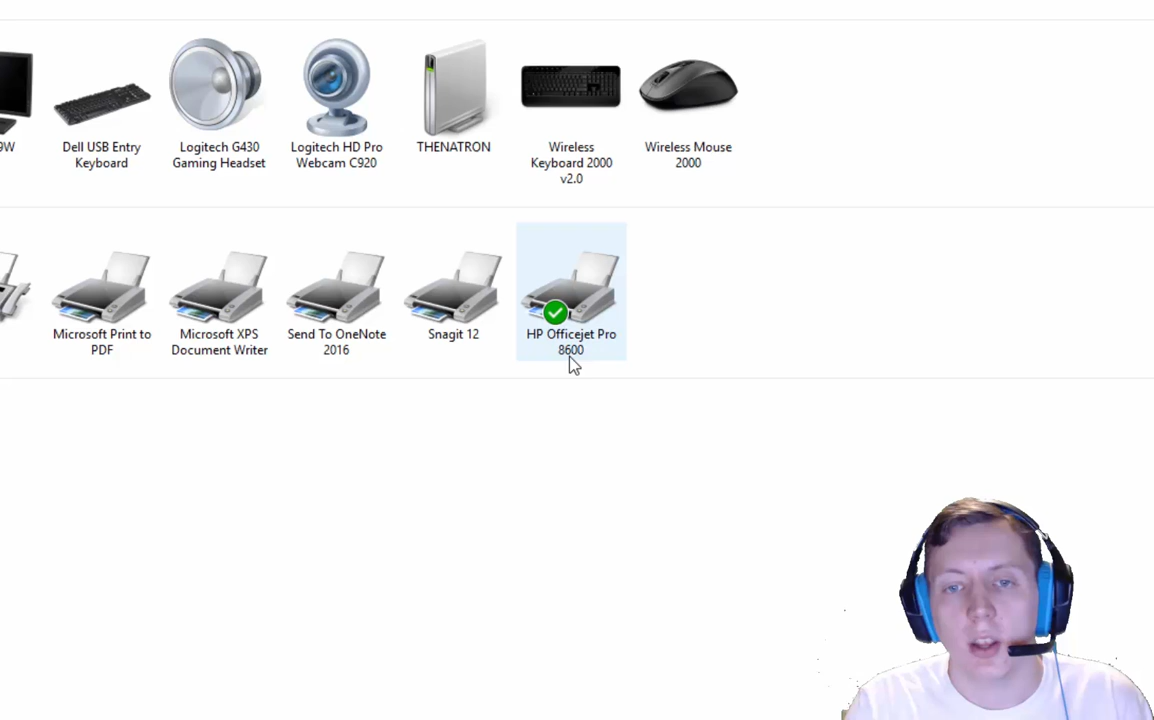 9W
Dell USB Entry
Keyboard
Logitech G430
Gaming Headset
Logitech HD Pro
Webcam C920
THENATRON
Wireless
Keyboard 2000
v2.0
Wireless Mouse
2000
Microsoft Print to
PDF
Microsoft XPS
Document Writer
Send To OneNote
2016
Snagit 12
HP Officejet Pro
8600